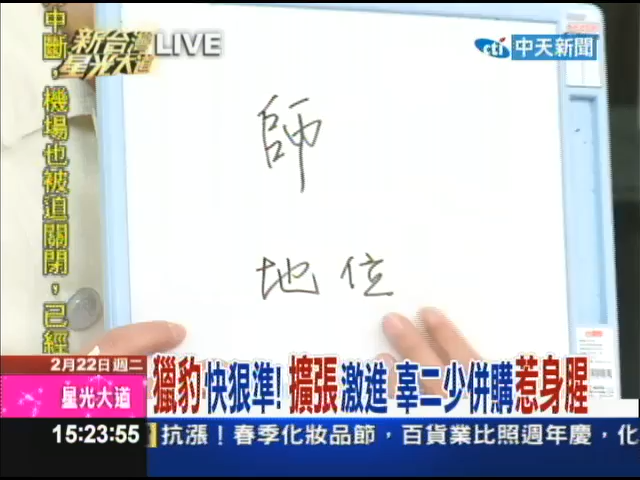 中斷，機場也被迫關閉，已經
新台灣
星光大道
LIVE
cti 中天新聞
師
地位
2月22日週二
星光大道
獵豹 快狠準! 擴張激進 辜二少併購惹身腥
15:23:55
抗漲！春季化妝品節，百貨業比照週年慶，化